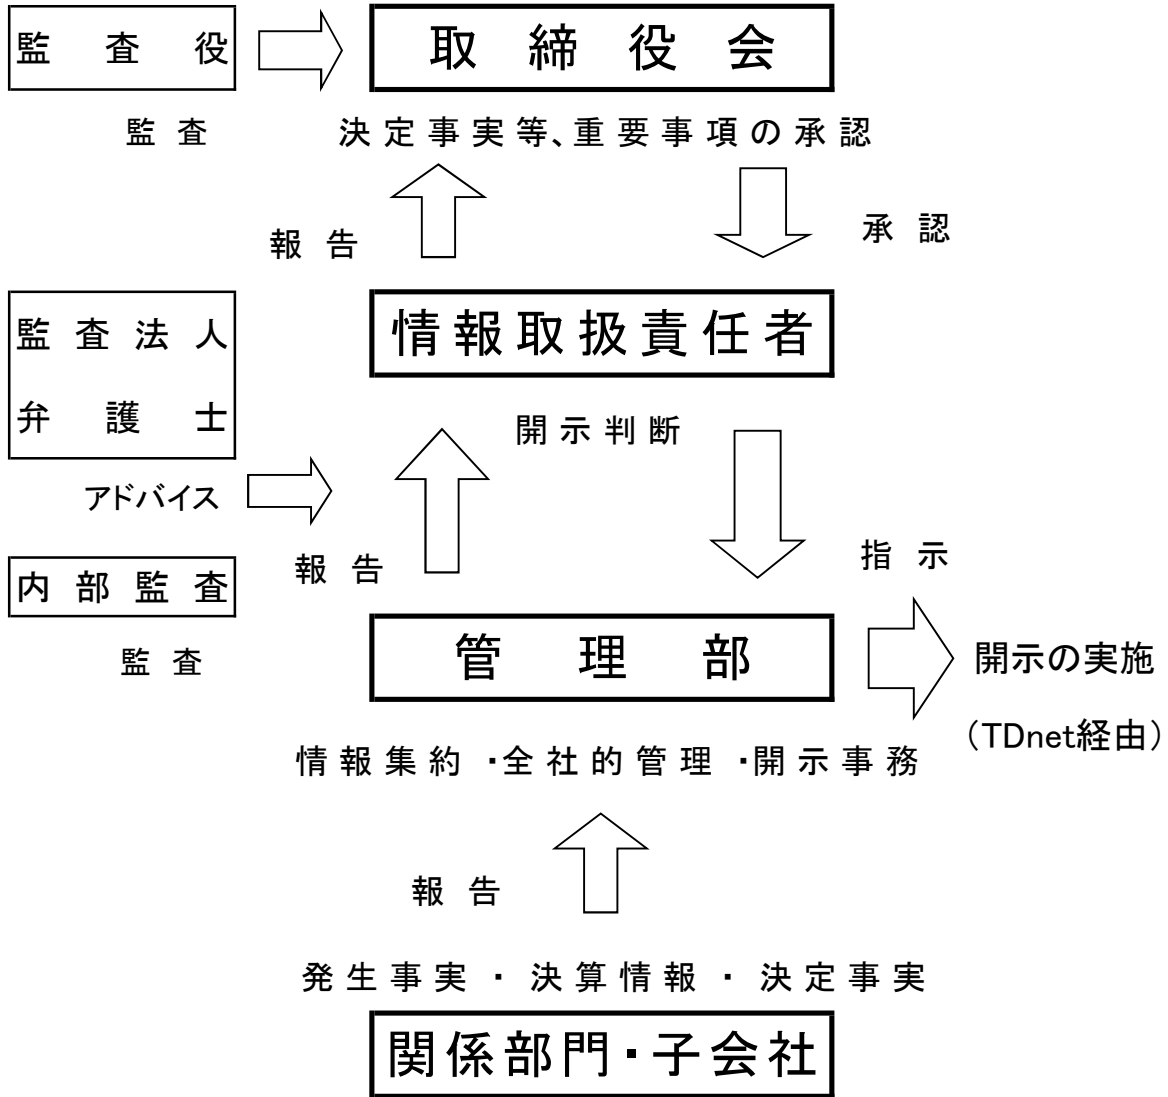 監査役
取締役会
監査
決定事実等、重要事項の承認
報告
承認
監査法人
弁護士
情報取扱責任者
開示判断
アドバイス
報告
指示
内部監査
監査
管理部
開示の実施
（TDnet経由）
情報集約・全社的管理・開示事務
報告
発生事実・決算情報・決定事実
関係部門・子会社